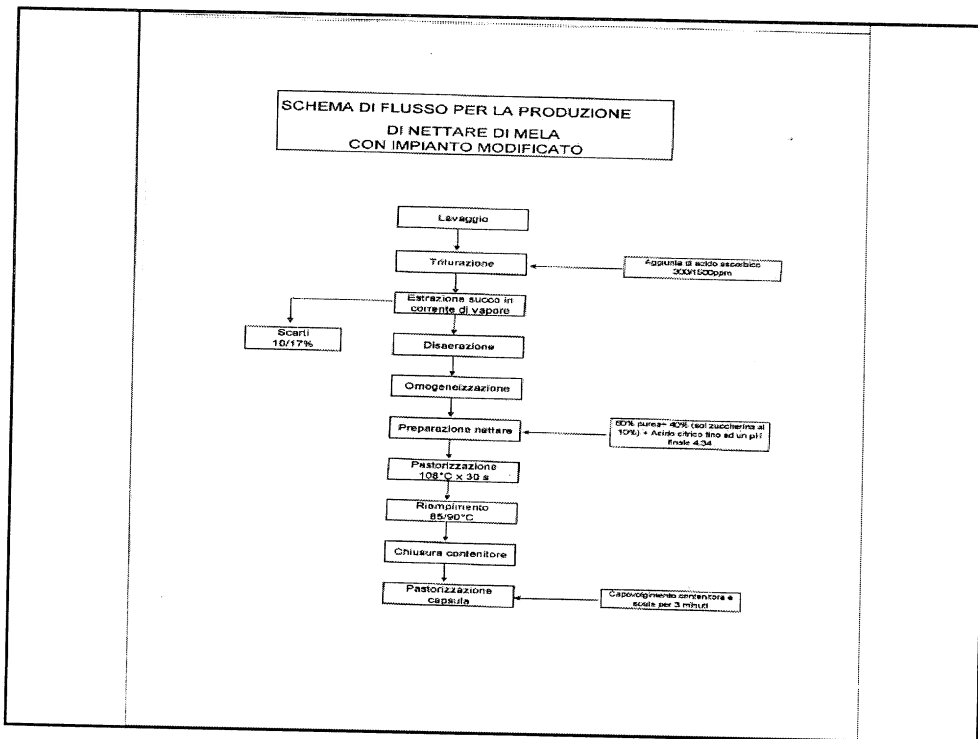 SCHEMA DI FLUSSO PER LA PRODUZIONE
DI NETTARE DI MELA
CON IMPIANTO MODIFICATO
Lavaggio
Triturazione
Aggiunta di acido ascorbico
300/1500ppm
Estrazione succo in
corrente di vapore
Scarti
10/17%
Disaerazione
Omogeneizzazione
Preparazione nettare
60% purea+ 40% (sol zuccherina al
10%) + Acido citrico fino ad un pH
finale 4.34
Pastorizzazione
108°C x 30 s
Riempimento
85/90°C
Chiusura contenitore
Pastorizzazione
capsula
Capovolgimento contenitore e
sosta per 3 minuti